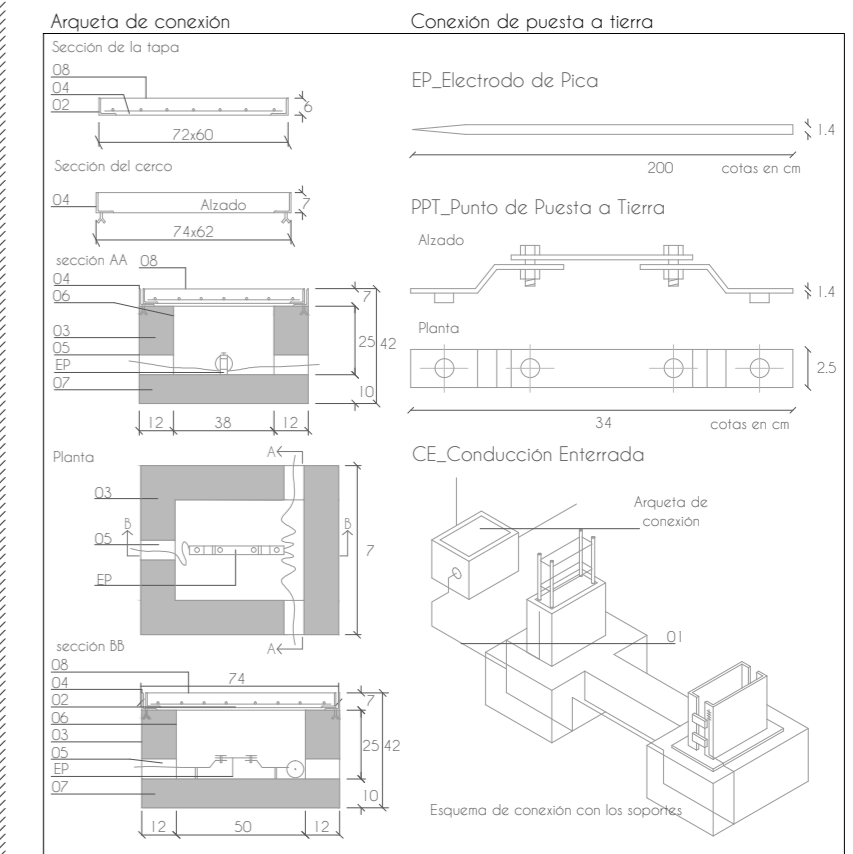 Arqueta de conexión
Sección de la tapa
08
04
02
6
72x60
Sección del cerco
04
Alzado
7
74x62
sección AA
08
04
06
03
05
EP
07
7
25
42
10
12
38
12
Planta
A
03
B
B
05
7
EP
A
sección BB
08
04
02
06
03
05
EP
07
74
7
25
42
10
12
50
12
Conexión de puesta a tierra
EP_Electrodo de Pica
1.4
200
cotas en cm
PPT_Punto de Puesta a Tierra
Alzado
1.4
Planta
2.5
34
cotas en cm
CE_Conducción Enterrada
Arqueta de
conexión
01
Esquema de conexión con los soportes